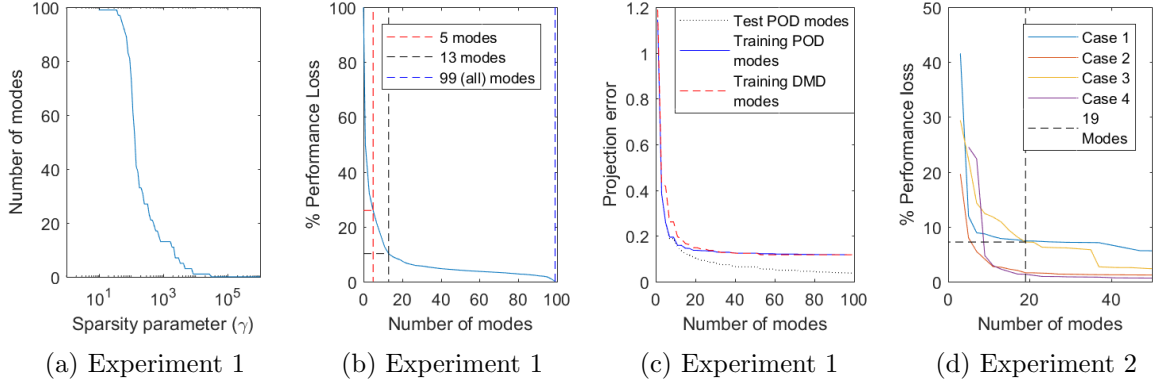 100
80
60
40
20
0
Number of modes
10^1
10^3
10^5
Sparsity parameter (γ)
(a) Experiment 1
100
80
60
40
20
0
% Performance Loss
5 modes
13 modes
99 (all) modes
0
20
40
60
80
100
Number of modes
(b) Experiment 1
1.2
1
0.8
0.6
0.4
0.2
0
Projection error
Test POD modes
Training POD
modes
Training DMD
modes
0
20
40
60
80
100
Number of modes
(c) Experiment 1
50
40
30
20
10
0
% Performance loss
Case 1
Case 2
Case 3
Case 4
19
Modes
0
20
40
Number of modes
(d) Experiment 2